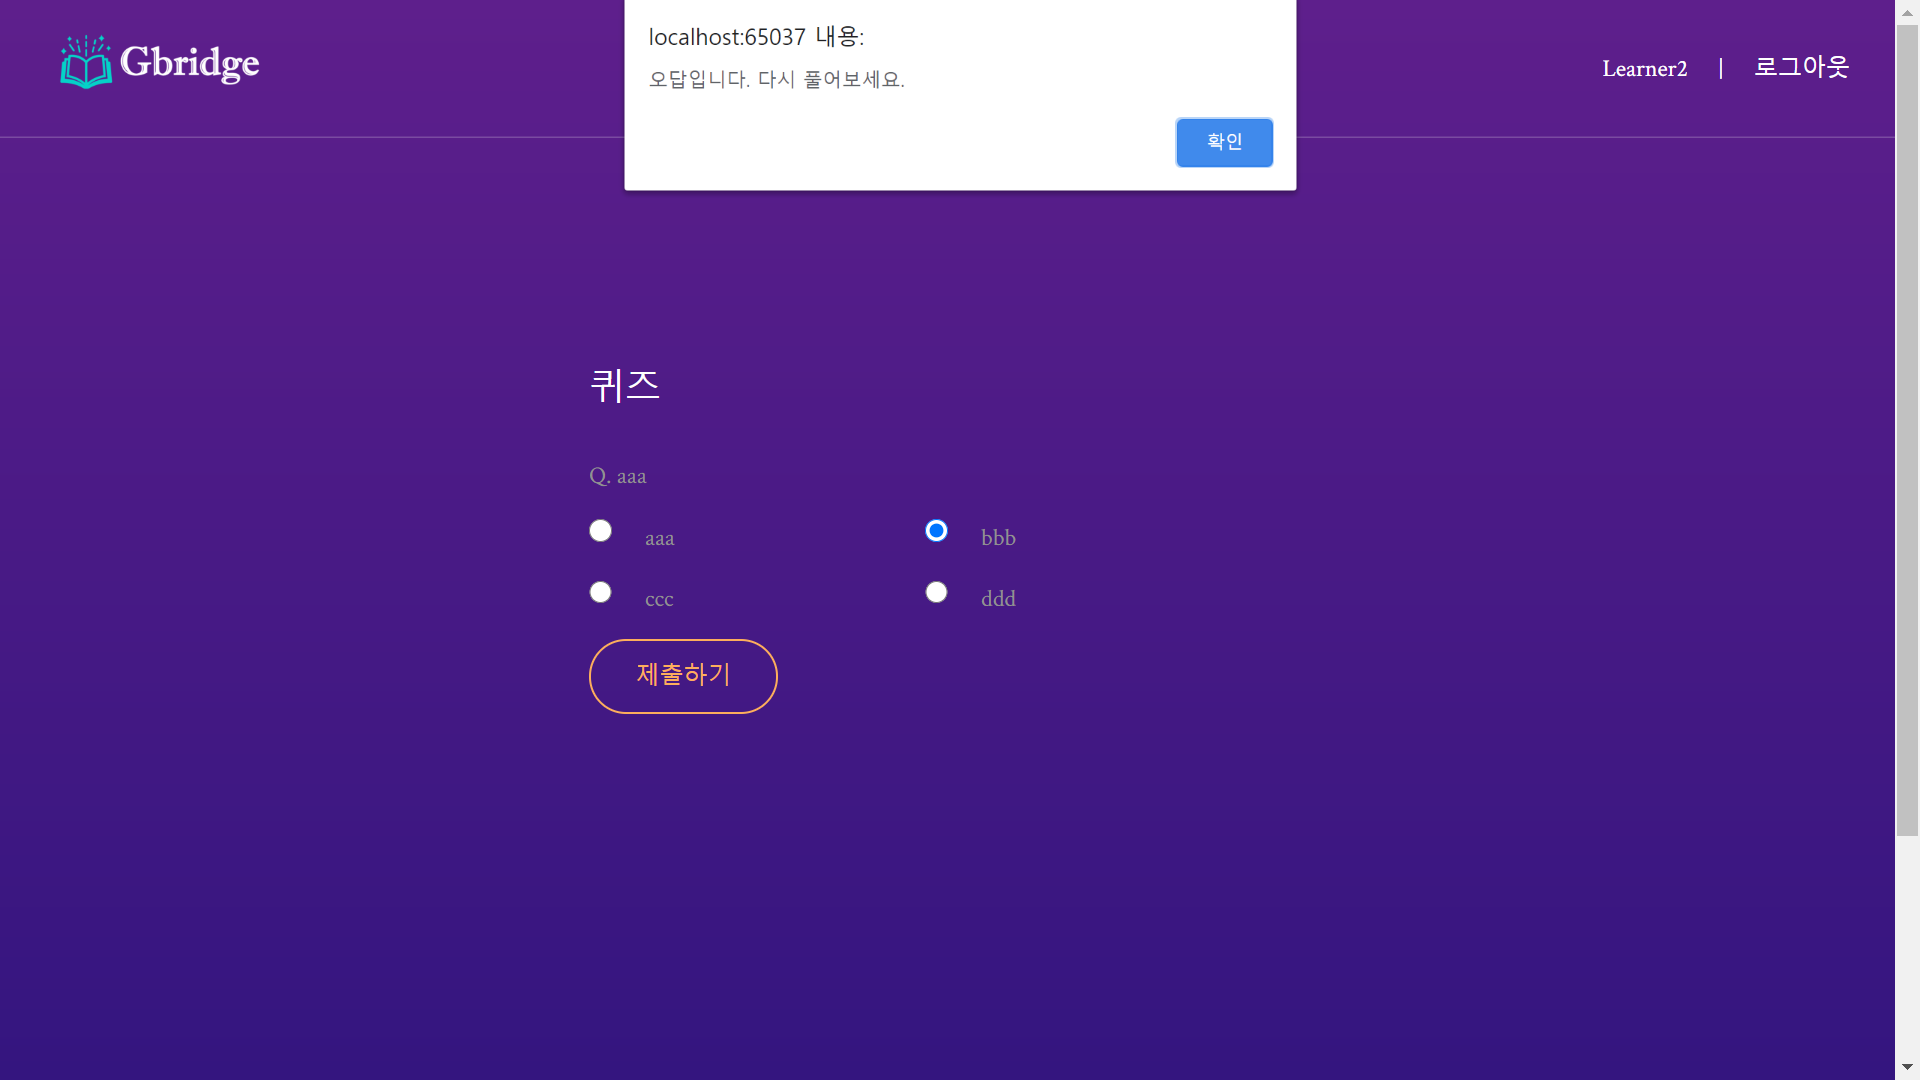 localhost:65037 내용:
오답입니다. 다시 풀어보세요.
확인
Gbridge
Learner2 | 로그아웃
퀴즈
Q. aaa
aaa bbb
ccc ddd
제출하기